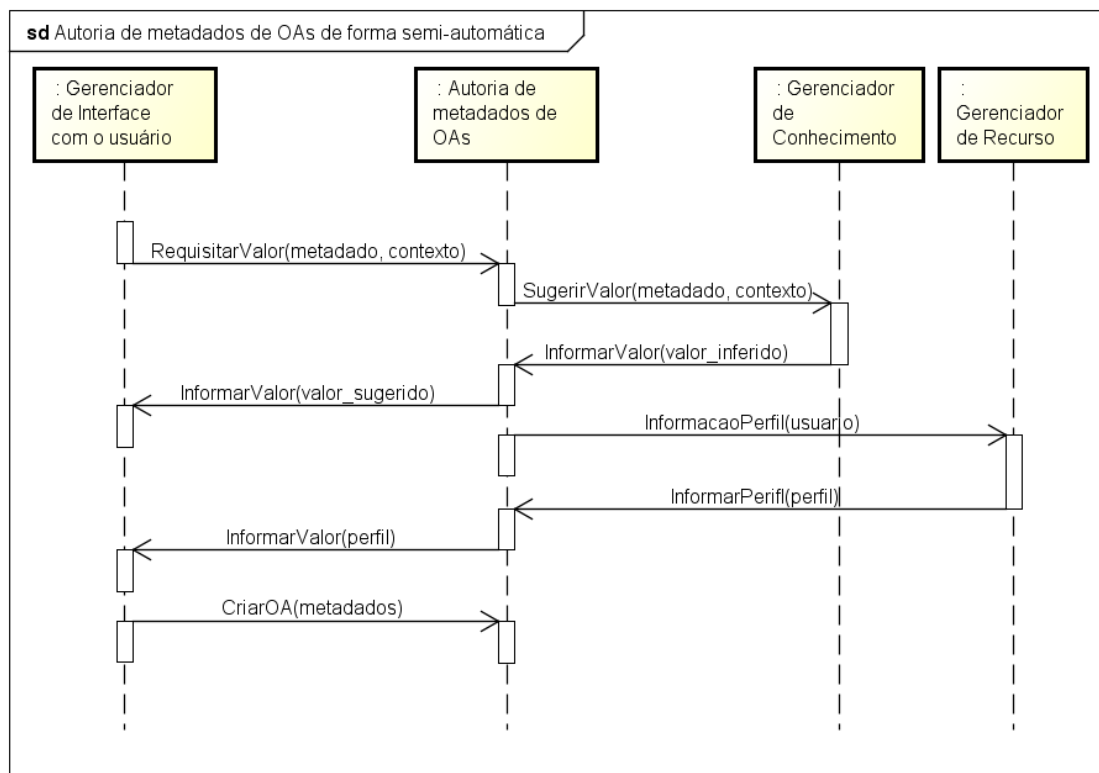 sd Autoria de metadados de OAs de forma semi-automática
: Gerenciador
de Interface
com o usuário
: Autoria de
metadados de
OAs
: Gerenciador
de
Conhecimento
:
Gerenciador
de Recurso
RequisitarValor(metadado, contexto)
SugerirValor(metadado, contexto)
InformarValor(valor_inferido)
InformarValor(valor_sugerido)
InformacaoPerfil(usuario)
InformarPerifl(perfil)
InformarValor(perfil)
CriarOA(metadados)